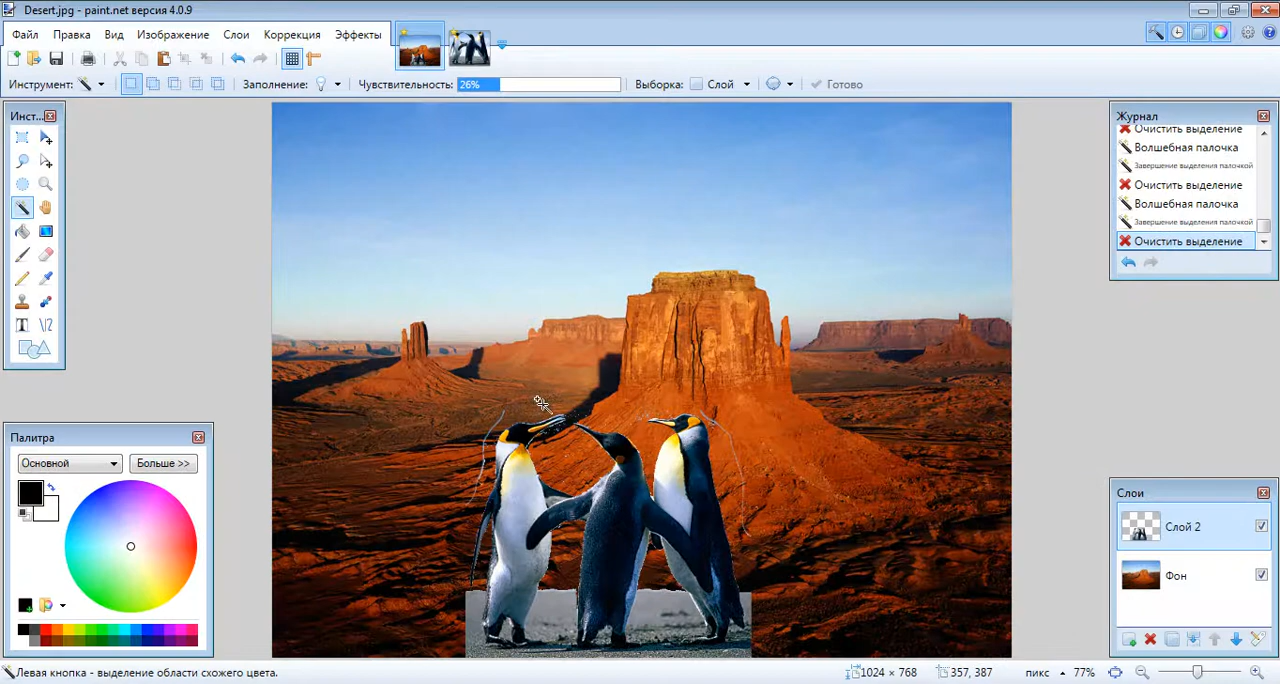 Desert.jpg - paint.net версия 4.0.9
Файл Правка Вид Изображение Слои Коррекция Эффекты
Инструмент: Заполнение: Чувствительность: 26% Выборка: Слой Готово
Инст...
Журнал
Очистить выделение
Волшебная палочка
Завершение выделения палочкой
Очистить выделение
Волшебная палочка
Завершение выделения палочкой
Очистить выделение
Палитра
Основной Больше >>
Слои
Слой 2
Фон
Левая кнопка - выделение области схожего цвета. 1024 × 768 357, 387 пикс 77%